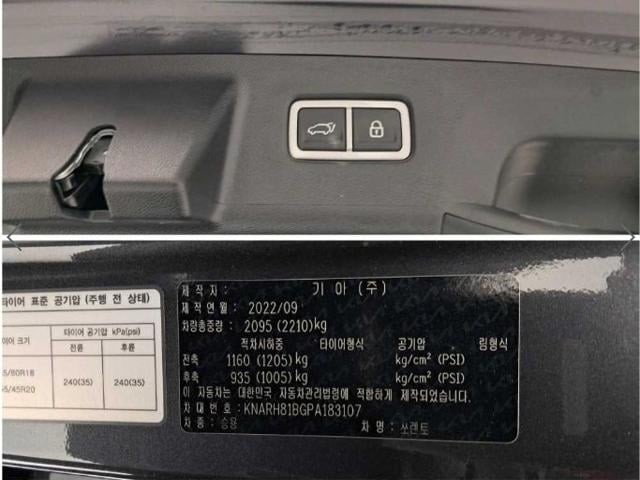 타이어 표준 공기압 (주행 전 상태)
타이어 공기압 kPa(psi)
이어 크기
전륜 후륜
5/60R18
240(35) 240(35)
55/45R20
제 작 자 : 기 아 (주)
제 작 연 월 : 2022/09
차량총중량 : 2095 (2210)kg
적차시하중 타이어형식 공기압 림형식
전축 1160 (1205)kg kg/cm² (PSI)
후축 935 (1005)kg kg/cm² (PSI)
이 자동차는 대한민국 자동차관리법령에 적합하게 제작되었습니다.
차 대 번 호 : KNARH81BGPA183107
차 종 : 승용 차 명 : 쏘렌토